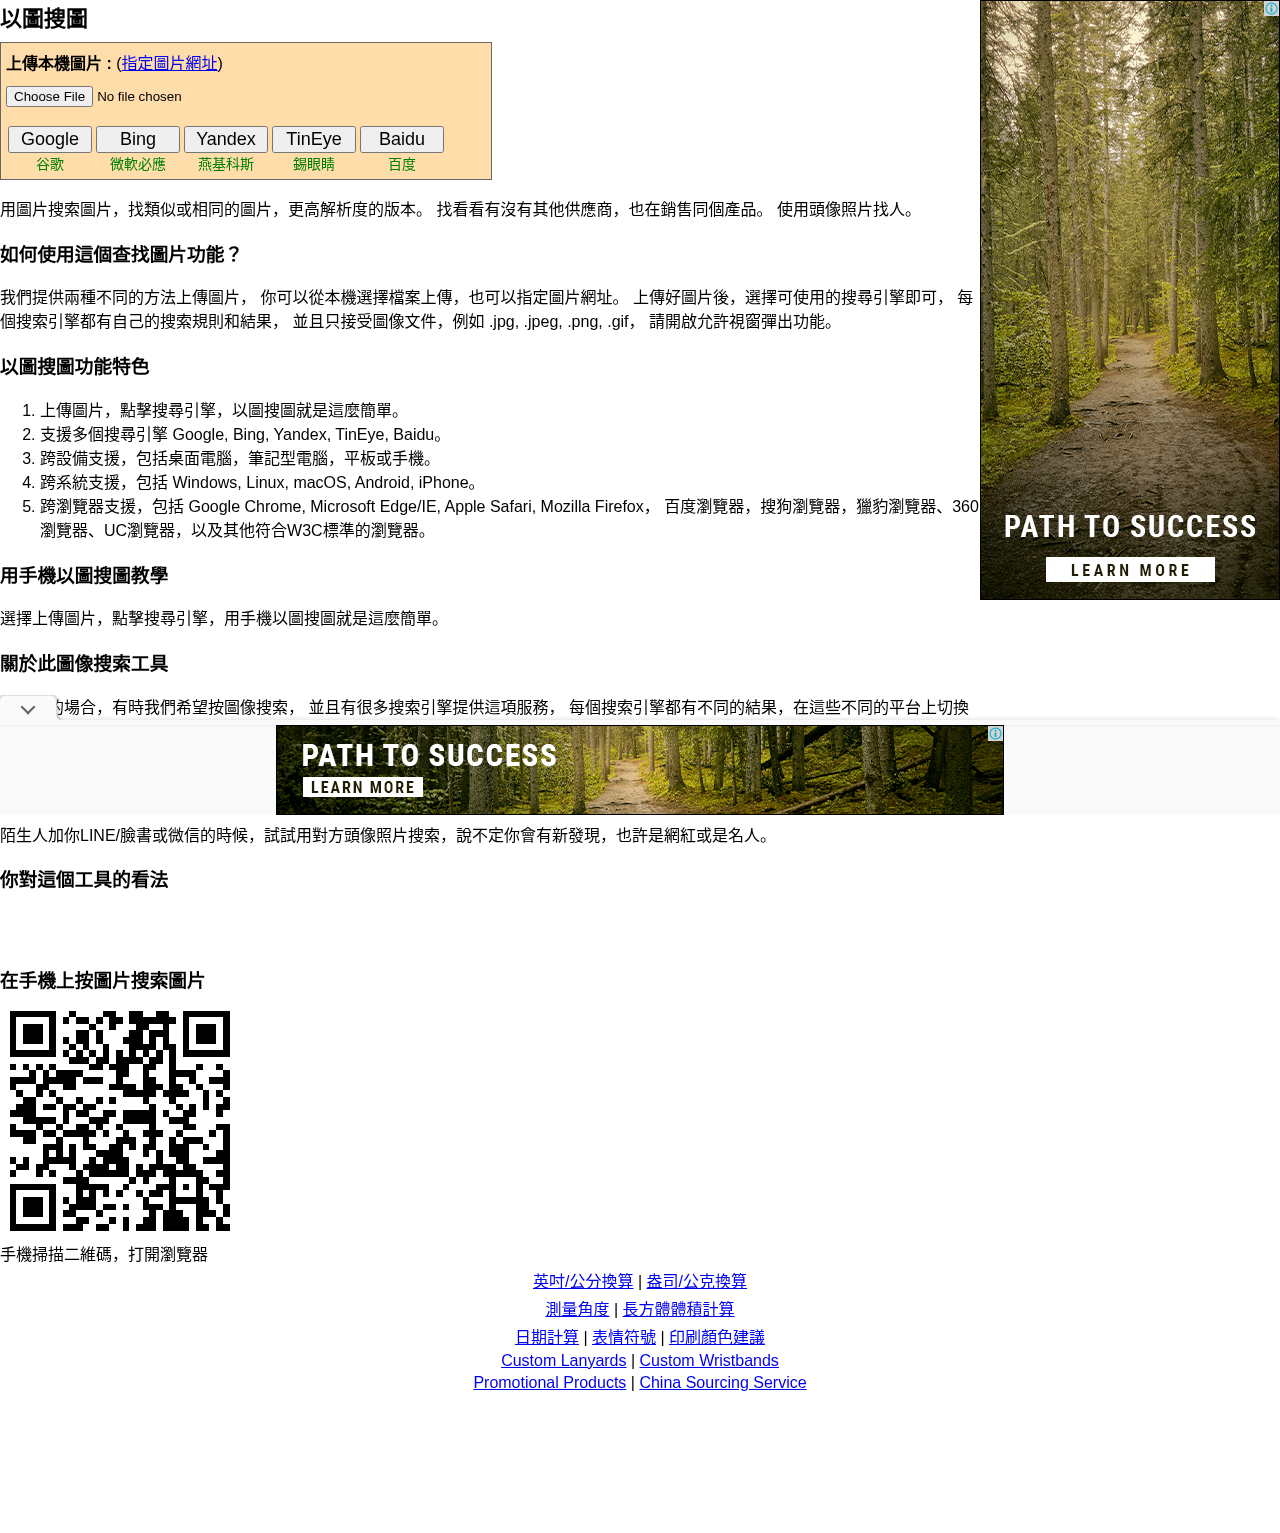 以圖搜圖
上傳本機圖片 : (指定圖片網址)
Choose File No file chosen
Google Bing Yandex TinEye Baidu
谷歌 微軟必應 燕基科斯 錫眼睛 百度
用圖片搜索圖片，找類似或相同的圖片，更高解析度的版本。 找看看有沒有其他供應商，也在銷售同個產品。 使用頭像照片找人。
如何使用這個查找圖片功能？
我們提供兩種不同的方法上傳圖片， 你可以從本機選擇檔案上傳，也可以指定圖片網址。 上傳好圖片後，選擇可使用的搜尋引擎即可， 每
個搜索引擎都有自己的搜索規則和結果， 並且只接受圖像文件，例如 .jpg, .jpeg, .png, .gif， 請開啟允許視窗彈出功能。
以圖搜圖功能特色
1. 上傳圖片，點擊搜尋引擎，以圖搜圖就是這麼簡單。
2. 支援多個搜尋引擎 Google, Bing, Yandex, TinEye, Baidu。
3. 跨設備支援，包括桌面電腦，筆記型電腦，平板或手機。
4. 跨系統支援，包括 Windows, Linux, macOS, Android, iPhone。
5. 跨瀏覽器支援，包括 Google Chrome, Microsoft Edge/IE, Apple Safari, Mozilla Firefox， 百度瀏覽器，搜狗瀏覽器，獵豹瀏覽器、360
瀏覽器、UC瀏覽器，以及其他符合W3C標準的瀏覽器。
PATH TO SUCCESS
LEARN MORE
用手機以圖搜圖教學
選擇上傳圖片，點擊搜尋引擎，用手機以圖搜圖就是這麼簡單。
關於此圖像搜索工具
的場合，有時我們希望按圖像搜索， 並且有很多搜索引擎提供這項服務， 每個搜索引擎都有不同的結果，在這些不同的平台上切換
PATH TO SUCCESS
LEARN MORE
陌生人加你LINE/臉書或微信的時候，試試用對方頭像照片搜索，說不定你會有新發現，也許是網紅或是名人。
你對這個工具的看法
在手機上按圖片搜索圖片
手機掃描二維碼，打開瀏覽器
英吋/公分換算 | 盎司/公克換算
測量角度 | 長方體體積計算
日期計算 | 表情符號 | 印刷顏色建議
Custom Lanyards | Custom Wristbands
Promotional Products | China Sourcing Service